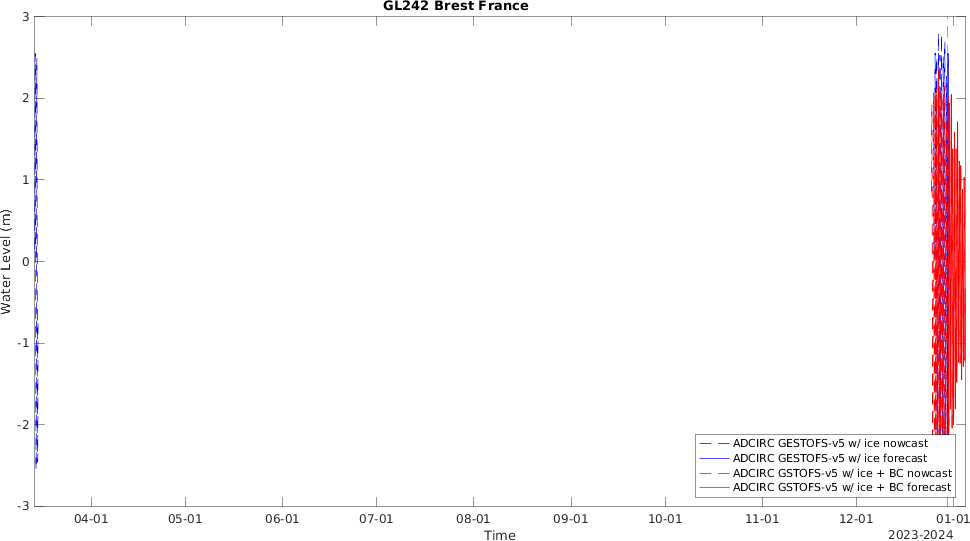 GL242 Brest France
3
2
1
0
-1
-2
-3
Water Level (m)
ADCIRC GESTOFS-v5 w/ ice nowcast
ADCIRC GESTOFS-v5 w/ ice forecast
ADCIRC GSTOFS-v5 w/ ice + BC nowcast
ADCIRC GSTOFS-v5 w/ ice + BC forecast
04-01 05-01 06-01 07-01 08-01 09-01 10-01 11-01 12-01 01-01
Time
2023-2024